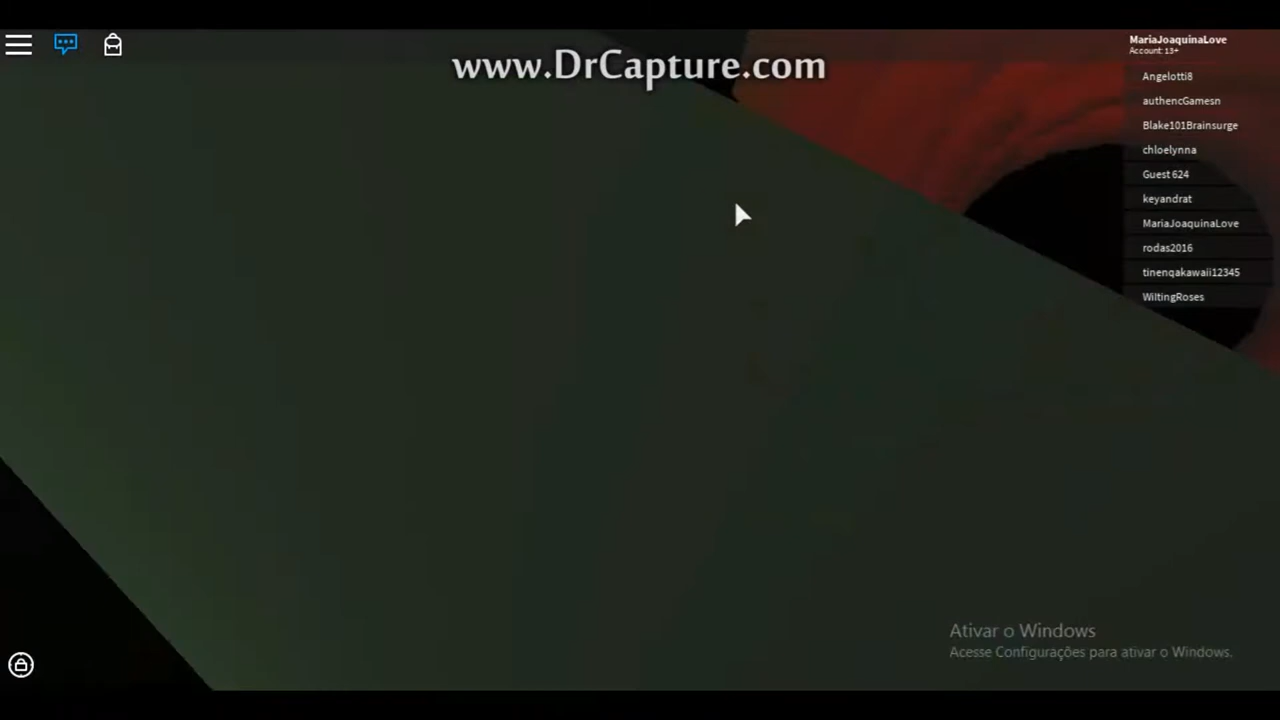 www.DrCapture.com
MariaJoaquinaLove
Account: 13+
Angelotti8
authencGamesn
Blake101Brainsurge
chloelynna
Guest 624
keyandrat
MariaJoaquinaLove
rodas2016
tinenqakawaii12345
WiltingRoses
Ativar o Windows
Acesse Configurações para ativar o Windows.